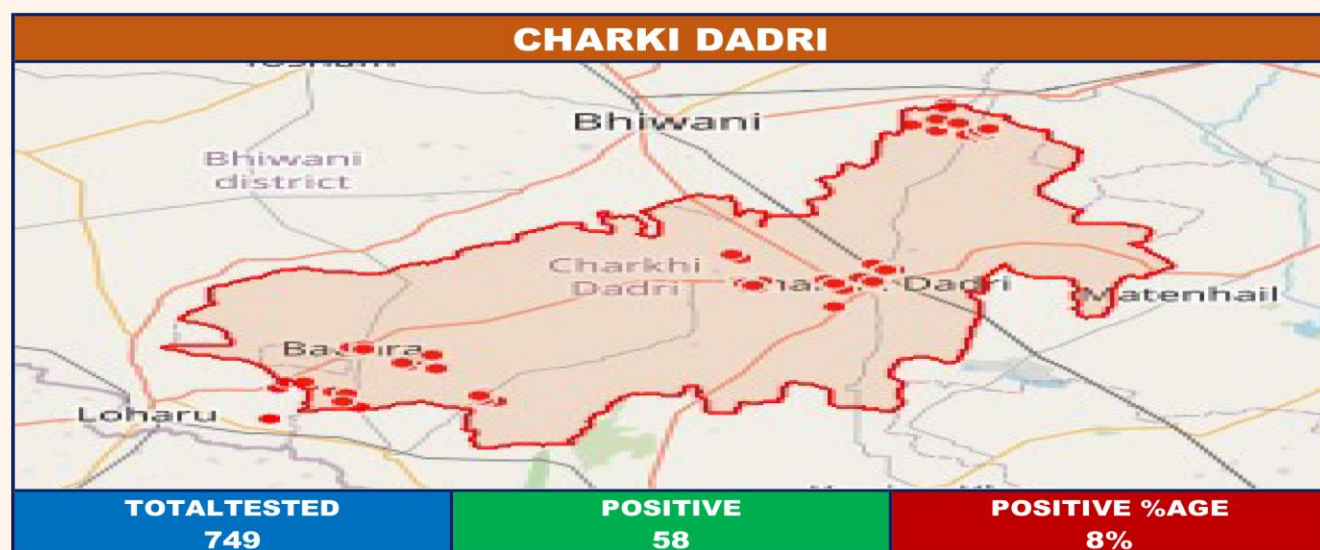 CHARKI DADRI
Bhiwani
Bhiwani
district
Charkhi
Dadri
Dadri
Matenhail
Loharu
TOTALTESTED
749
POSITIVE
58
POSITIVE %AGE
8%